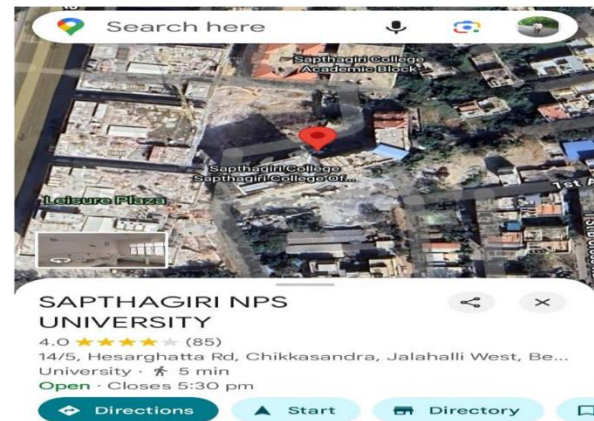 Search here
Sapthagiri College
Academic Block
Sapthagiri College
Sapthagiri College Of...
Leisure Plaza
1st A
SAPTHAGIRI NPS
UNIVERSITY
4.0 ★★★★★ (85)
14/5, Hesarghatta Rd, Chikkasandra, Jalahalli West, Be...
University · 5 min
Open · Closes 5:30 pm
Directions
Start
Directory